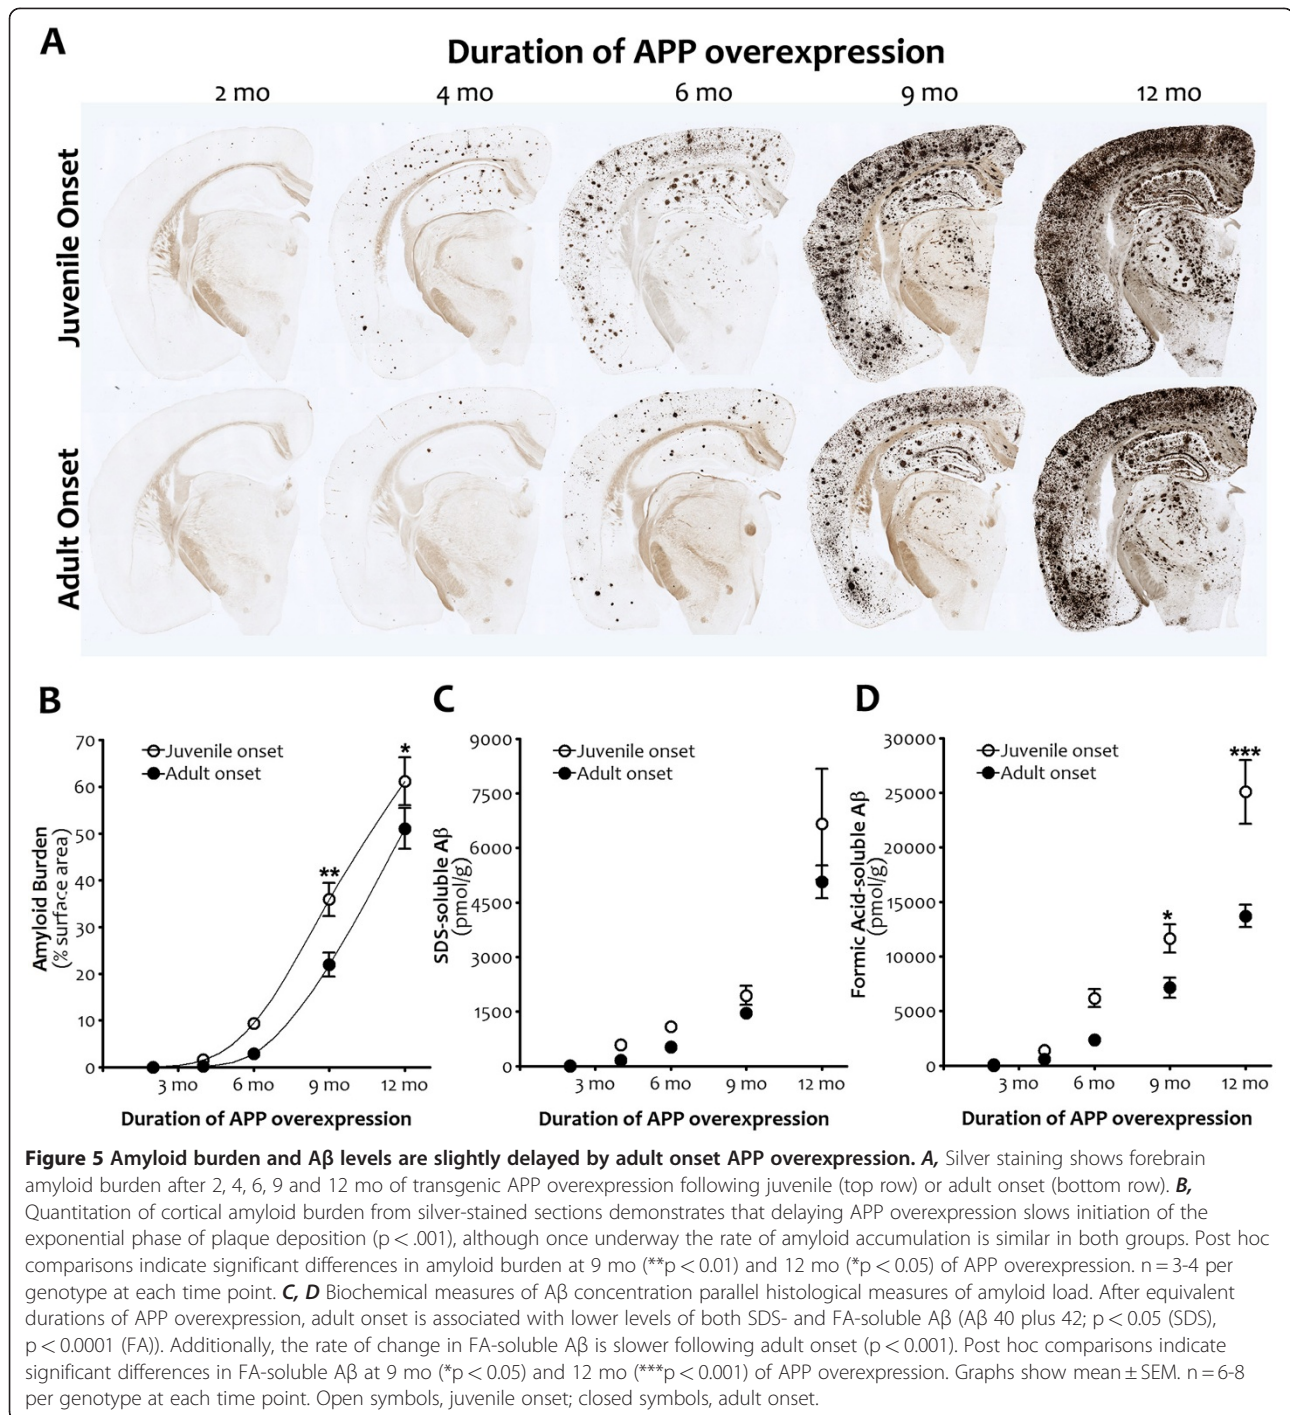 A
Duration of APP overexpression
2 mo 4 mo 6 mo 9 mo 12 mo
Juvenile Onset
Adult Onset
B
70
60
50
40
30
20
10
0
Amyloid Burden
(% surface area)
Juvenile onset
Adult onset
**
*
3 mo 6 mo 9 mo 12 mo
Duration of APP overexpression
C
9000
7500
6000
4500
3000
1500
0
SDS-soluble Aβ
(pmol/g)
Juvenile onset
Adult onset
3 mo 6 mo 9 mo 12 mo
Duration of APP overexpression
D
30000
25000
20000
15000
10000
5000
0
Formic Acid-soluble Aβ
(pmol/g)
Juvenile onset
Adult onset
*
***
3 mo 6 mo 9 mo 12 mo
Duration of APP overexpression
Figure 5 Amyloid burden and Aβ levels are slightly delayed by adult onset APP overexpression. A, Silver staining shows forebrain
amyloid burden after 2, 4, 6, 9 and 12 mo of transgenic APP overexpression following juvenile (top row) or adult onset (bottom row). B,
Quantitation of cortical amyloid burden from silver-stained sections demonstrates that delaying APP overexpression slows initiation of the
exponential phase of plaque deposition (p < .001), although once underway the rate of amyloid accumulation is similar in both groups. Post hoc
comparisons indicate significant differences in amyloid burden at 9 mo (**p < 0.01) and 12 mo (*p < 0.05) of APP overexpression. n = 3-4 per
genotype at each time point. C, D Biochemical measures of Aβ concentration parallel histological measures of amyloid load. After equivalent
durations of APP overexpression, adult onset is associated with lower levels of both SDS- and FA-soluble Aβ (Aβ 40 plus 42; p < 0.05 (SDS),
p < 0.0001 (FA)). Additionally, the rate of change in FA-soluble Aβ is slower following adult onset (p < 0.001). Post hoc comparisons indicate
significant differences in FA-soluble Aβ at 9 mo (*p < 0.05) and 12 mo (***p < 0.001) of APP overexpression. Graphs show mean ± SEM. n = 6-8
per genotype at each time point. Open symbols, juvenile onset; closed symbols, adult onset.